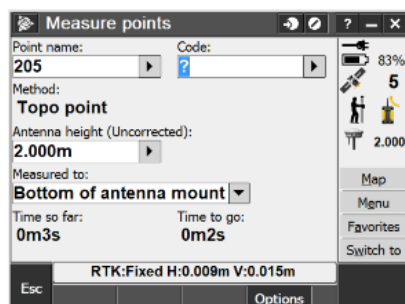 Measure points ? – X
Point name: Code:
205 ?
83%
Method:
5
Topo point
Antenna height (Uncorrected):
2.000m
2.000
Measured to:
Bottom of antenna mount
Map
Time so far: Time to go:
Menu
0m3s 0m2s
Favorites
Switch to
RTK:Fixed H:0.009m V:0.015m
Esc
Options